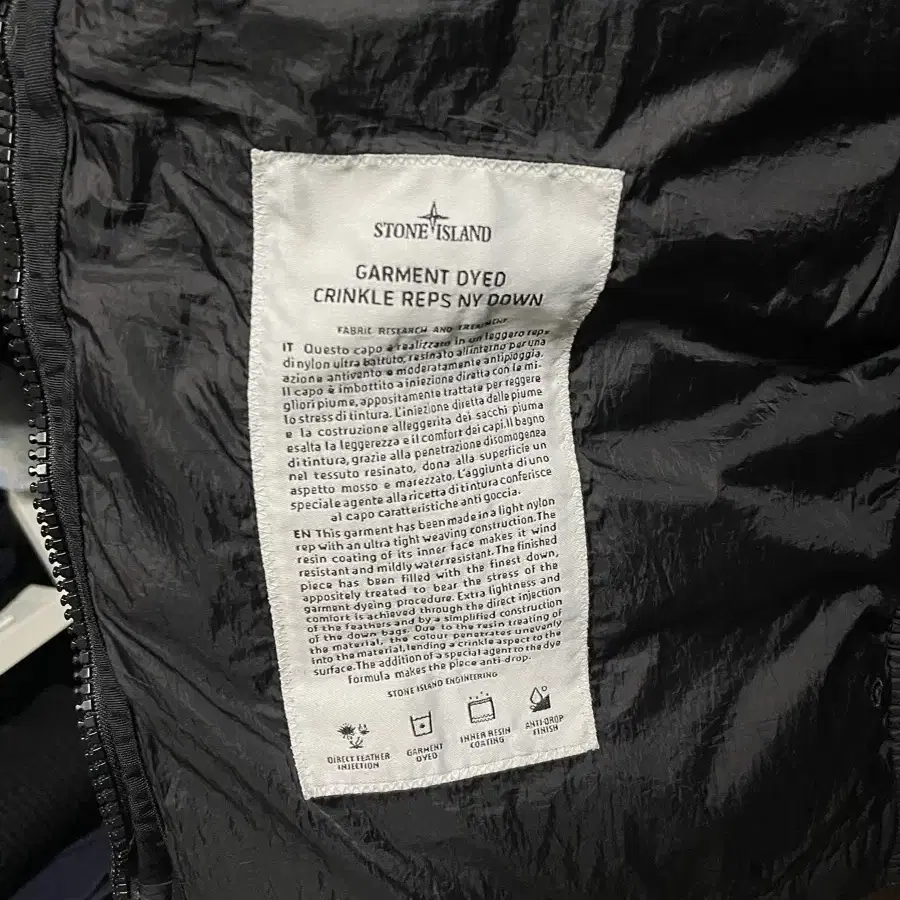 STONE ISLAND
GARMENT DYED
CRINKLE REPS NY DOWN
FABRIC RESEARCH AND TREATMENT
IT Questo capo è realizzato in un leggero reps
di nylon ultra battuto, resinato all'interno per una
azione antivento e moderatamente antipioggia.
Il capo è imbottito a iniezione diretta con le mi-
gliori piume, appositamente trattate per reggere
lo stress di tintura. L'iniezione diretta delle piume
e la costruzione alleggerita dei sacchi piuma
esalta la leggerezza e il comfort dei capi. Il bagno
di tintura, grazie alla penetrazione disomogenea
nel tessuto resinato, dona alla superficie un
aspetto mosso e marezzato. L'aggiunta di uno
speciale agente alla ricetta di tintura conferisce
al capo caratteristiche anti goccia.
EN This garment has been made in a light nylon
rep with an ultra tight weaving construction. The
resin coating of its inner face makes it wind
resistant and mildly water resistant. The finished
piece has been filled with the finest down,
appositely treated to bear the stress of the
garment dyeing procedure. Extra lightness and
comfort is achieved through the direct injection
of the feathers and by a simplified construction
of the down bags. Due to the resin treating of
the material, the colour penetrates unevenly
into the material, lending a crinkle aspect to the
surface. The addition of a special agent to the dye
formula makes the piece anti-drop.
STONE ISLAND ENGINEERING
DIRECT FEATHER
INJECTION
GARMENT
DYED
INNER RESIN
COATING
ANTI-DROP
FINISH